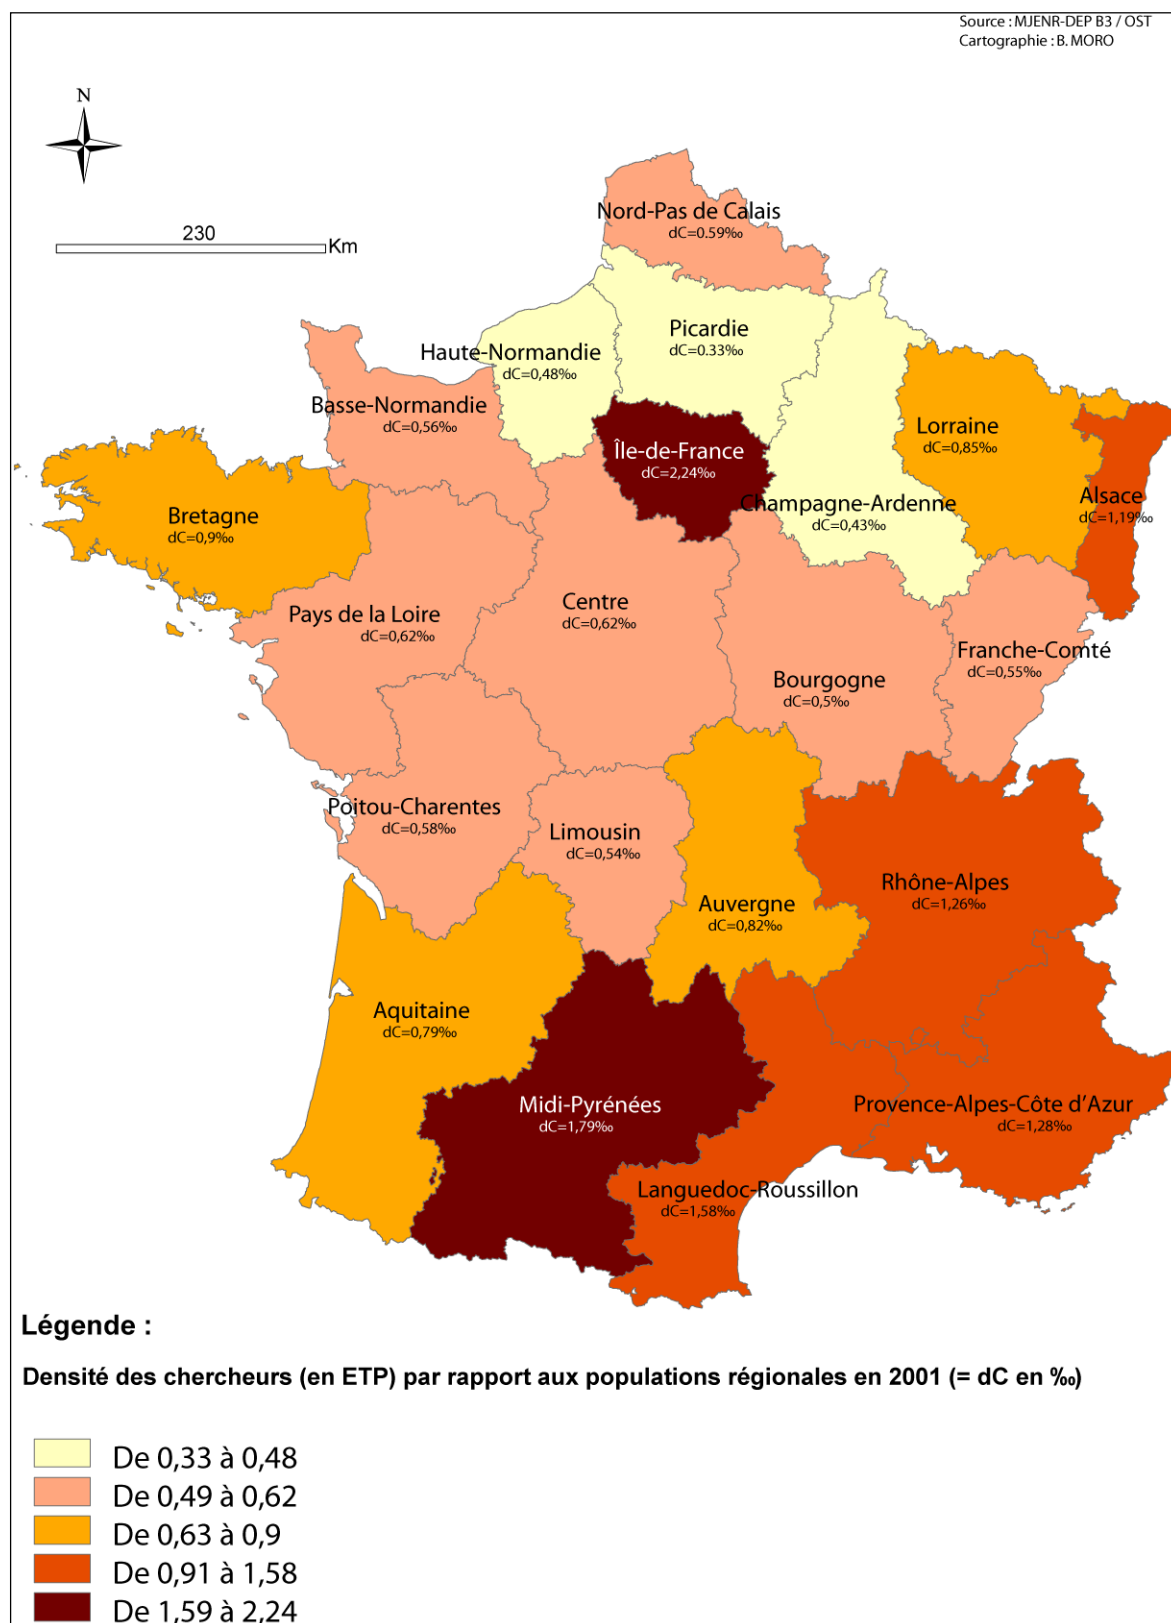 Source : MJENR-DEP B3 / OST
Cartographie : B. MORO
N
230
Km
Nord-Pas de Calais
dC=0.59‰
Picardie
dC=0.33‰
Haute-Normandie
dC=0,48‰
Basse-Normandie
dC=0,56‰
Île-de-France
dC=2,24‰
Lorraine
dC=0,85‰
Champagne-Ardenne
dC=0,43‰
Alsace
dC=1,19‰
Bretagne
dC=0,9‰
Pays de la Loire
dC=0,62‰
Centre
dC=0,62‰
Franche-Comté
dC=0,55‰
Bourgogne
dC=0,5‰
Poitou-Charentes
dC=0,58‰
Limousin
dC=0,54‰
Rhône-Alpes
dC=1,26‰
Auvergne
dC=0,82‰
Aquitaine
dC=0,79‰
Midi-Pyrénées
dC=1,79‰
Provence-Alpes-Côte d'Azur
dC=1,28‰
Languedoc-Roussillon
dC=1,58‰
Légende :
Densité des chercheurs (en ETP) par rapport aux populations régionales en 2001 (= dC en ‰)
De 0,33 à 0,48
De 0,49 à 0,62
De 0,63 à 0,9
De 0,91 à 1,58
De 1,59 à 2,24